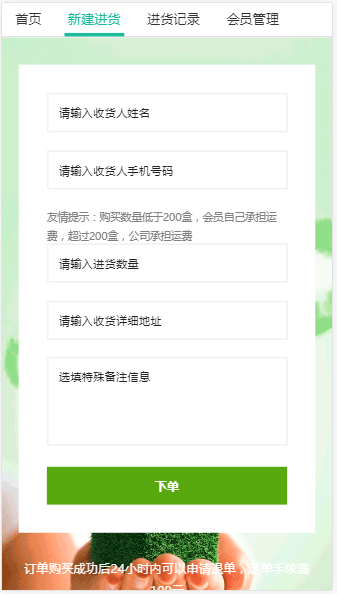 首页 新建进货 进货记录 会员管理
请输入收货人姓名
请输入收货人手机号码
友情提示：购买数量低于200盒，会员自己承担运
费，超过200盒，公司承担运费
请输入进货数量
请输入收货详细地址
选填特殊备注信息
下单
订单购买成功后24小时内可以申请退单，退单手续费
100元